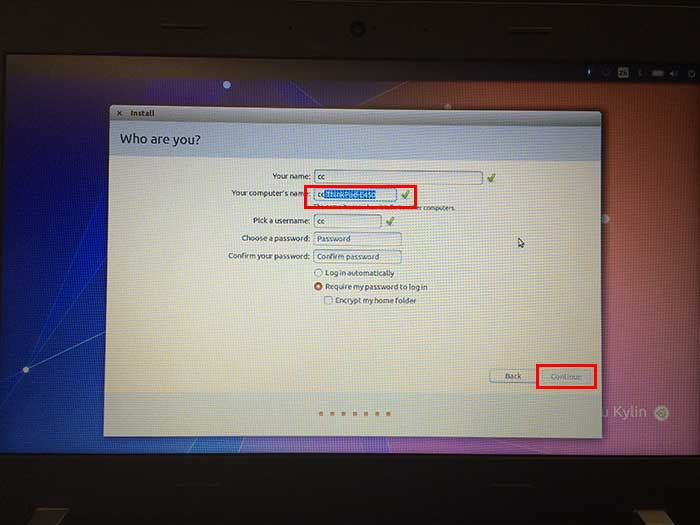 Install
Who are you?
Your name: cc
Your computer's name: cc-ThinkPad-E450
computers.
Pick a username: cc
Choose a password: Password
Confirm your password: Confirm password
Log in automatically
Require my password to log in
Encrypt my home folder
Back Continue
u Kylin